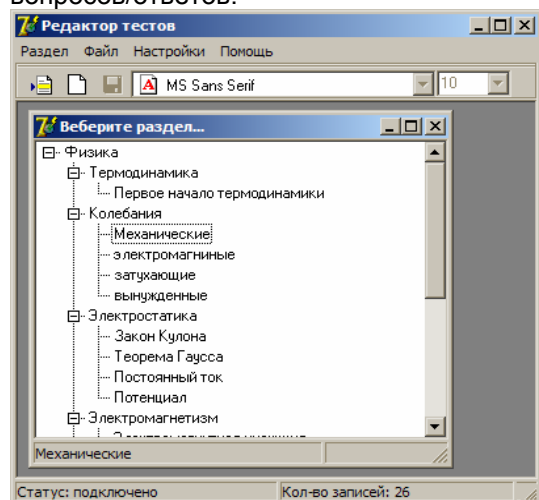 вопросов/ответов.
Редактор тестов
Раздел Файл Настройки Помощь
MS Sans Serif 10
Веберите раздел...
Физика
Термодинамика
Первое начало термодинамики
Колебания
Механические
электромагниные
затухающие
вынужденные
Электростатика
Закон Кулона
Теорема Гаусса
Постоянный ток
Потенциал
Электромагнетизм
Механические
Статус: подключено Кол-во записей: 26